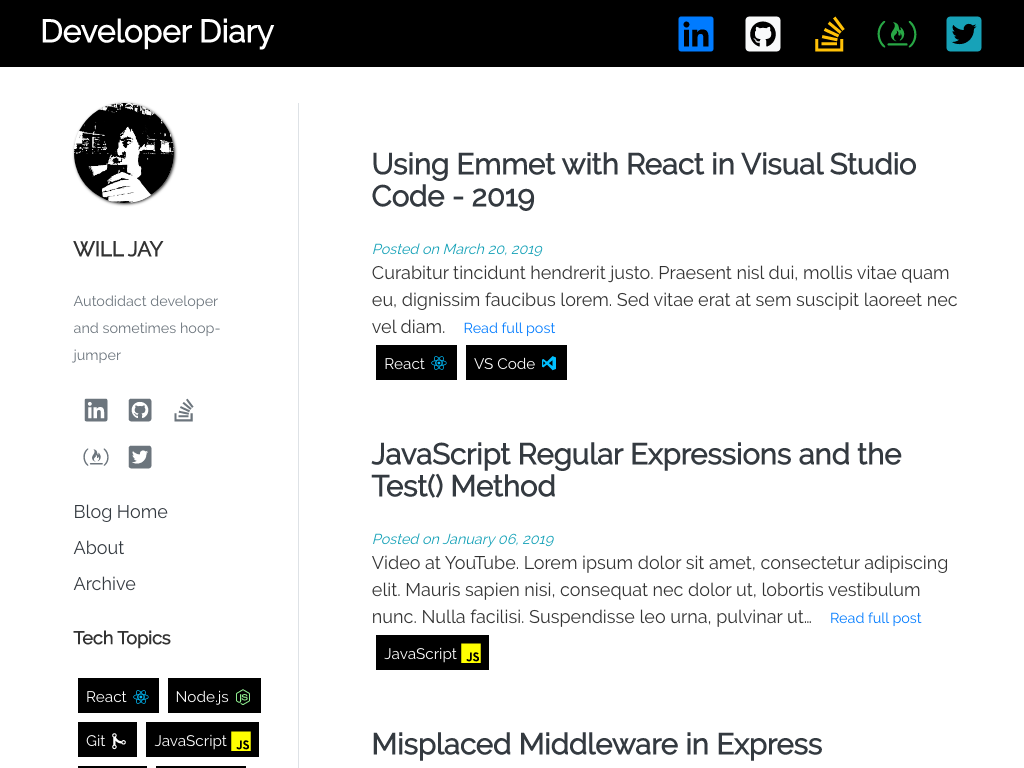 Developer Diary
WILL JAY
Autodidact developer
and sometimes hoop-
jumper
Blog Home
About
Archive
Tech Topics
React
Node.js
Git
JavaScript JS
Using Emmet with React in Visual Studio
Code - 2019
Posted on March 20, 2019
Curabitur tincidunt hendrerit justo. Praesent nisl dui, mollis vitae quam
eu, dignissim faucibus lorem. Sed vitae erat at sem suscipit laoreet nec
vel diam. Read full post
React
VS Code
JavaScript Regular Expressions and the
Test() Method
Posted on January 06, 2019
Video at YouTube. Lorem ipsum dolor sit amet, consectetur adipiscing
elit. Mauris sapien nisi, consequat nec dolor ut, lobortis vestibulum
nunc. Nulla facilisi. Suspendisse leo urna, pulvinar ut… Read full post
JavaScript JS
Misplaced Middleware in Express